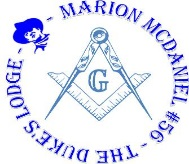 - MARION MCDANIEL #56 - THE DUKE'S LODGE -
G